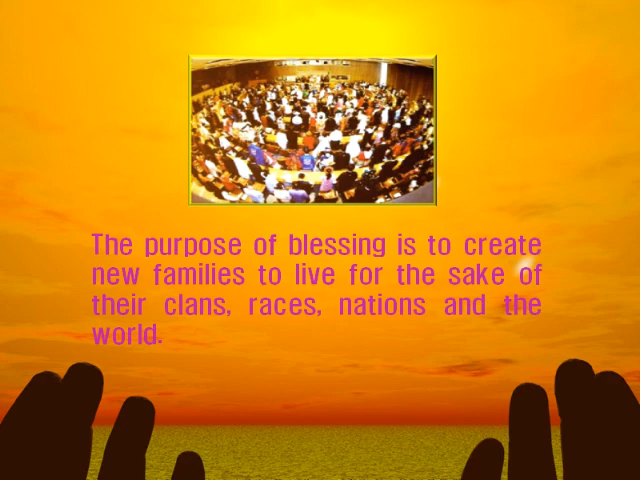 The purpose of blessing is to create
new families to live for the sake of
their clans, races, nations and the
world.